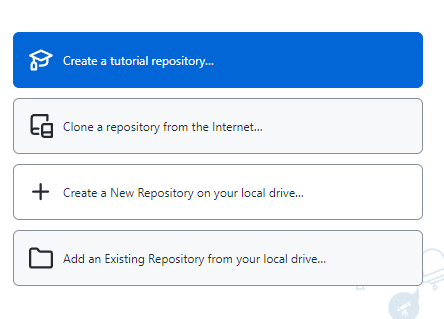 Create a tutorial repository...
Clone a repository from the Internet...
Create a New Repository on your local drive...
Add an Existing Repository from your local drive...